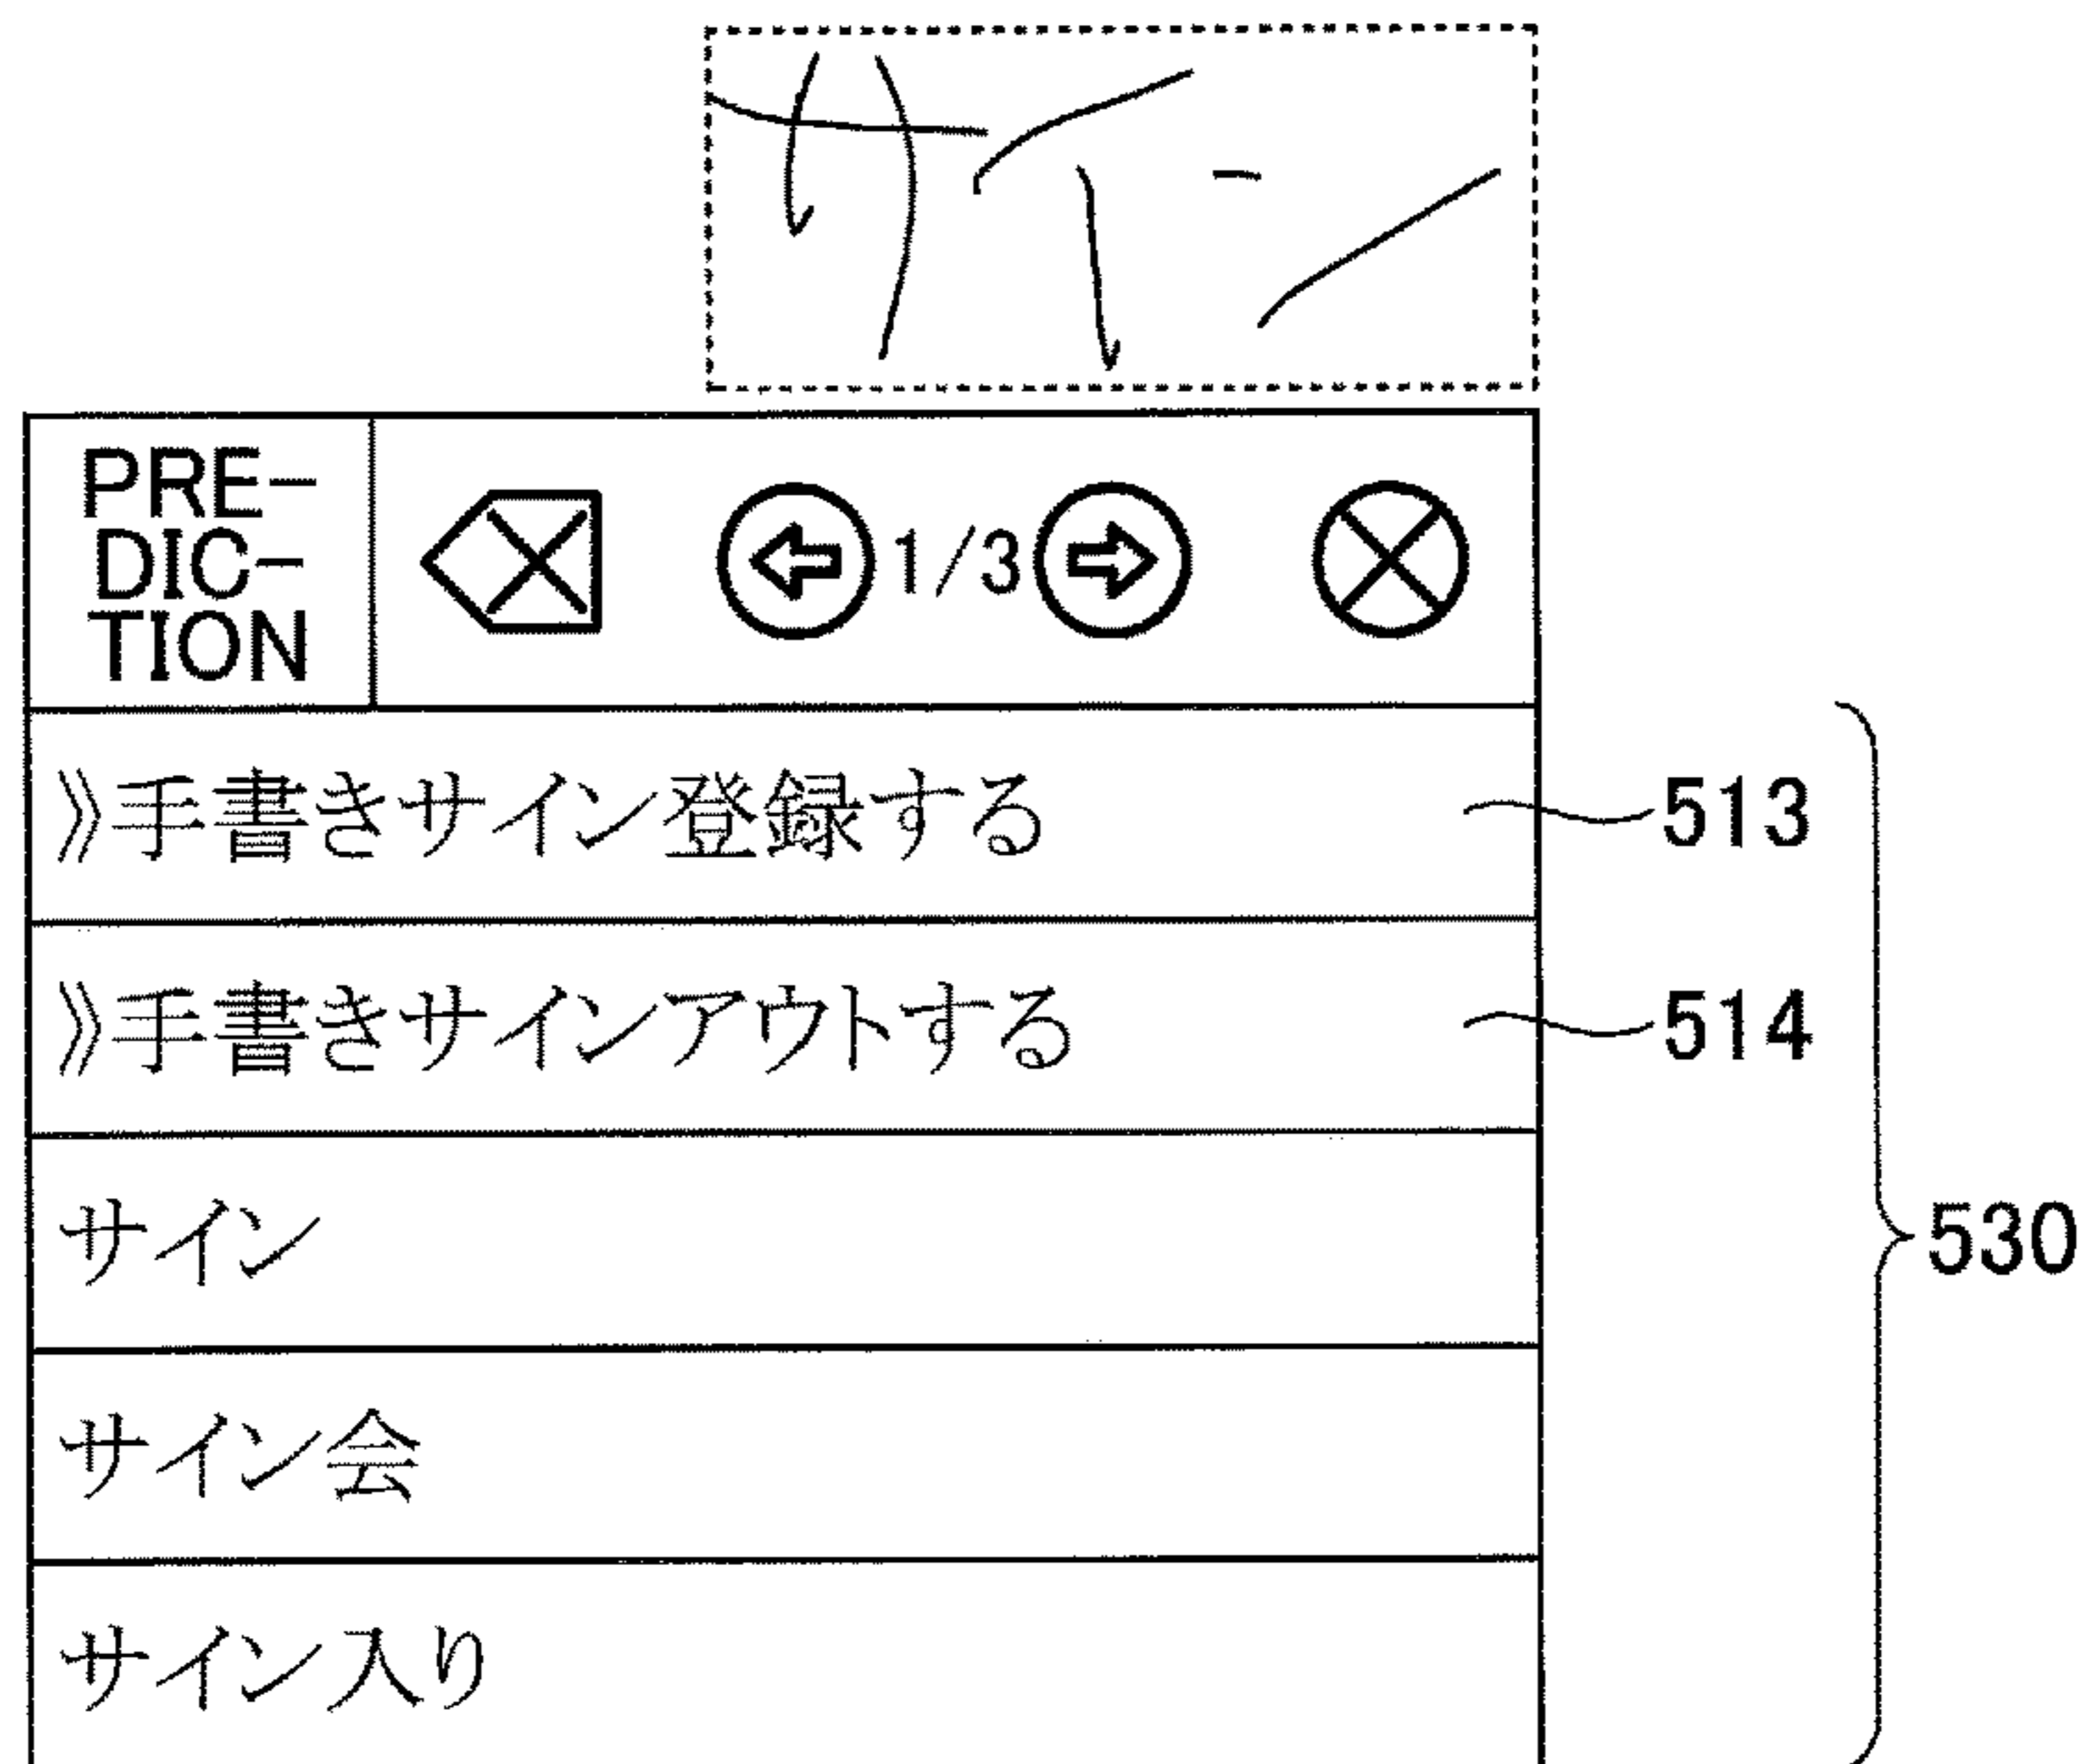 サイン
PRE-
DIC-
TION
1/3
》手書きサイン登録する
513
》手書きサインアウトする
514
サイン
530
サイン会
サイン入り